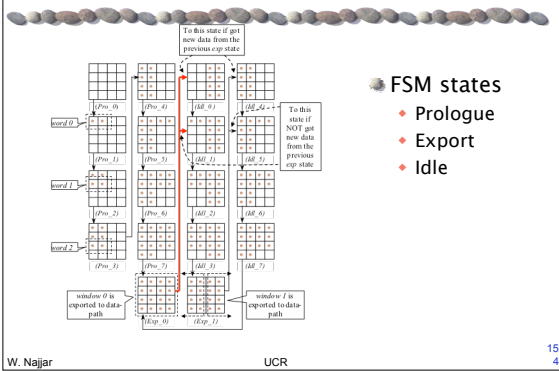 To this state if got
new data from the
previous exp state
(Pro_0)
(Pro_4)
(Idl_0)
(Idl_4)
word 0
To this
state if
NOT got
new data
from the
previous
exp state
(Pro_1)
(Pro_5)
(Idl_1)
(Idl_5)
word 1
(Pro_2)
(Pro_6)
(Idl_2)
(Idl_6)
word 2
(Pro_3)
(Pro_7)
(Idl_3)
(Idl_7)
window 0 is
exported to data-
path
window 1 is
exported to data-
path
(Exp_0)
(Exp_1)
FSM states
Prologue
Export
Idle
W. Najjar
UCR
15
4